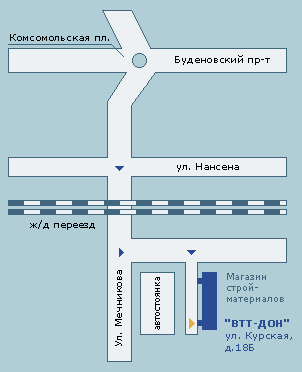 Комсомольская пл.
Буденовский пр-т
ул. Нансена
ж/д переезд
Ул. Мечникова
автостоянка
Магазин
строй-
материалов
"ВТТ-ДОН"
ул. Курская,
д.18Б